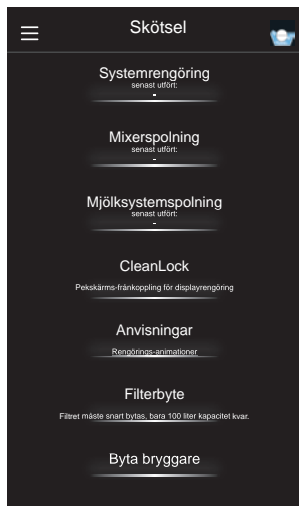 Skötsel
Systemrengöring
senast utfört:
-
Mixerspolning
senast utfört:
-
Mjölksystemspolning
senast utfört:
-
CleanLock
Pekskärms-frånkoppling för displayrengöring
Anvisningar
Rengörings-animationer
Filterbyte
Filtret måste snart bytas, bara 100 liter kapacitet kvar.
Byta bryggare